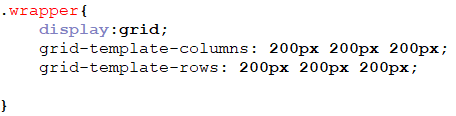 .wrapper{
    display:grid;
    grid-template-columns: 200px 200px 200px;
    grid-template-rows: 200px 200px 200px;

}